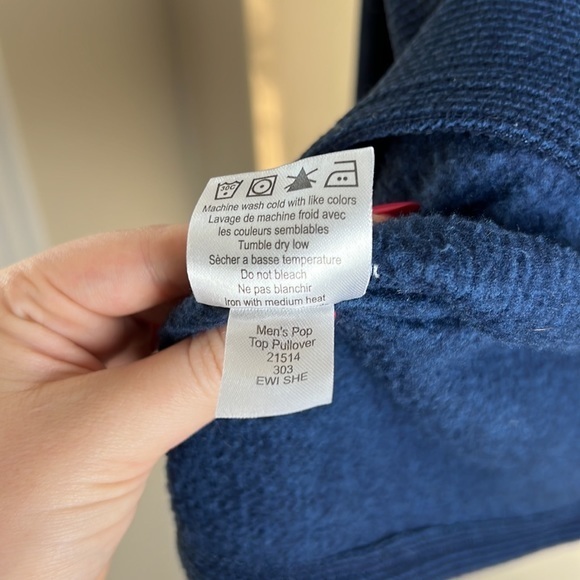 30C
Machine wash cold with like colors
Lavage de machine froid avec
les couleurs semblables
Tumble dry low
Sécher a basse temperature
Do not bleach
Ne pas blanchir
Iron with medium heat
Men's Pop
Top Pullover
21514
303
EWI SHE